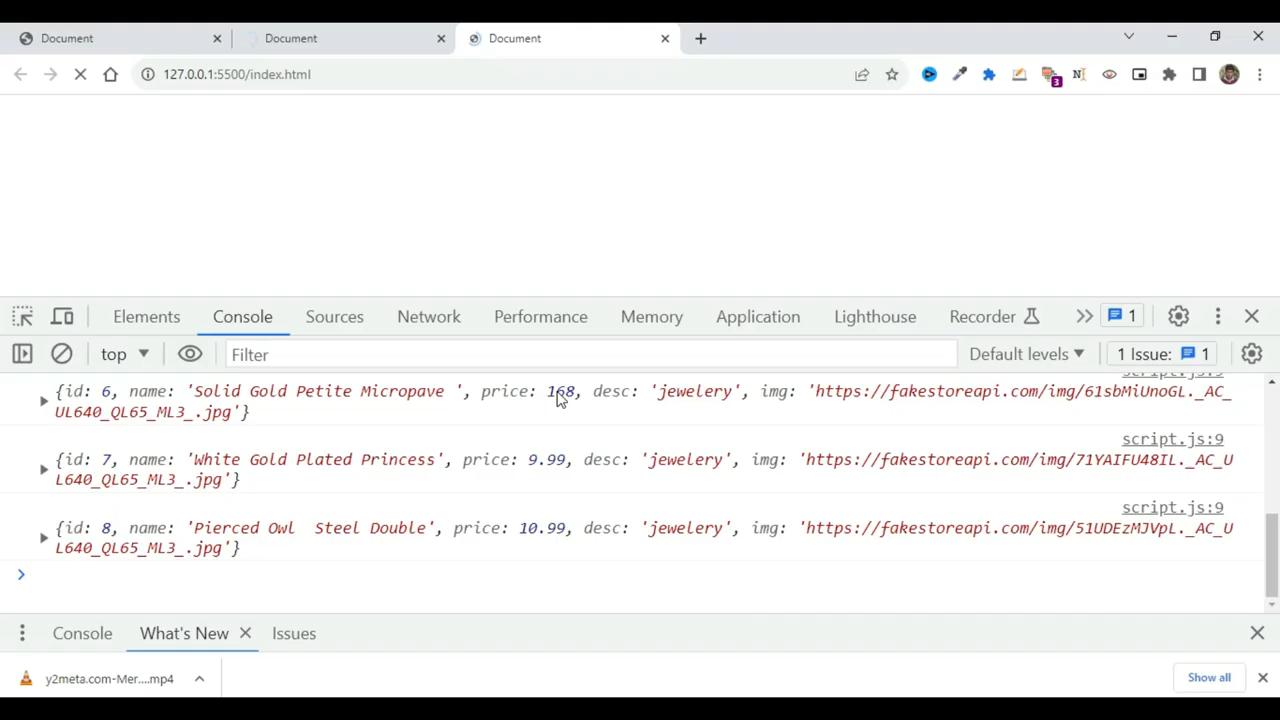 Document
Document
Document
127.0.0.1:5500/index.html
3
Elements
Console
Sources
Network
Performance
Memory
Application
Lighthouse
Recorder
1
top
Filter
Default levels
1 Issue:
1
script.js:9
{id: 6, name: 'Solid Gold Petite Micropave ', price: 168, desc: 'jewelery', img: 'https://fakestoreapi.com/img/61sbMiUnoGL._AC_
UL640_QL65_ML3_.jpg'}
script.js:9
{id: 7, name: 'White Gold Plated Princess', price: 9.99, desc: 'jewelery', img: 'https://fakestoreapi.com/img/71YAIFU48IL._AC_U
L640_QL65_ML3_.jpg'}
script.js:9
{id: 8, name: 'Pierced Owl  Steel Double', price: 10.99, desc: 'jewelery', img: 'https://fakestoreapi.com/img/51UDEzMJVpL._AC_U
L640_QL65_ML3_.jpg'}
Console
What's New
Issues
y2meta.com-Mer....mp4
Show all